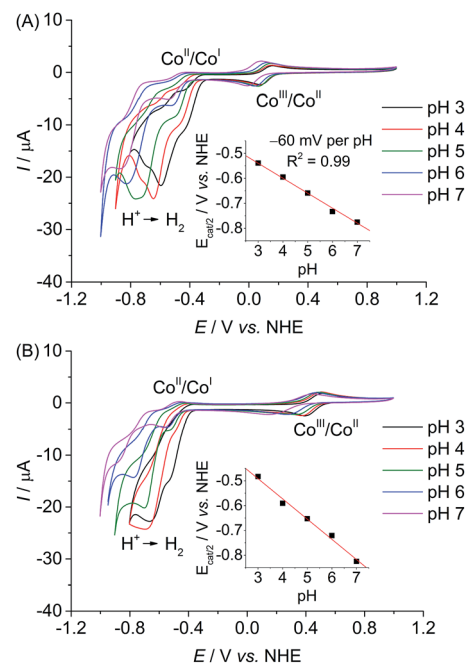 (A)
10
0
-10
-20
-30
-40
I / µA
Co^II/Co^I
Co^III/Co^II
H⁺ → H₂
pH 3
pH 4
pH 5
pH 6
pH 7
−60 mV per pH
R² = 0.99
E_cat/2 / V vs. NHE
-0.5
-0.6
-0.7
-0.8
3 4 5 6 7
pH
-1.2 -0.8 -0.4 0.0 0.4 0.8 1.2
E / V vs. NHE
(B)
10
0
-10
-20
-30
-40
I / µA
Co^II/Co^I
Co^III/Co^II
H⁺ → H₂
pH 3
pH 4
pH 5
pH 6
pH 7
E_cat/2 / V vs. NHE
-0.5
-0.6
-0.7
-0.8
3 4 5 6 7
pH
-1.2 -0.8 -0.4 0.0 0.4 0.8 1.2
E / V vs. NHE